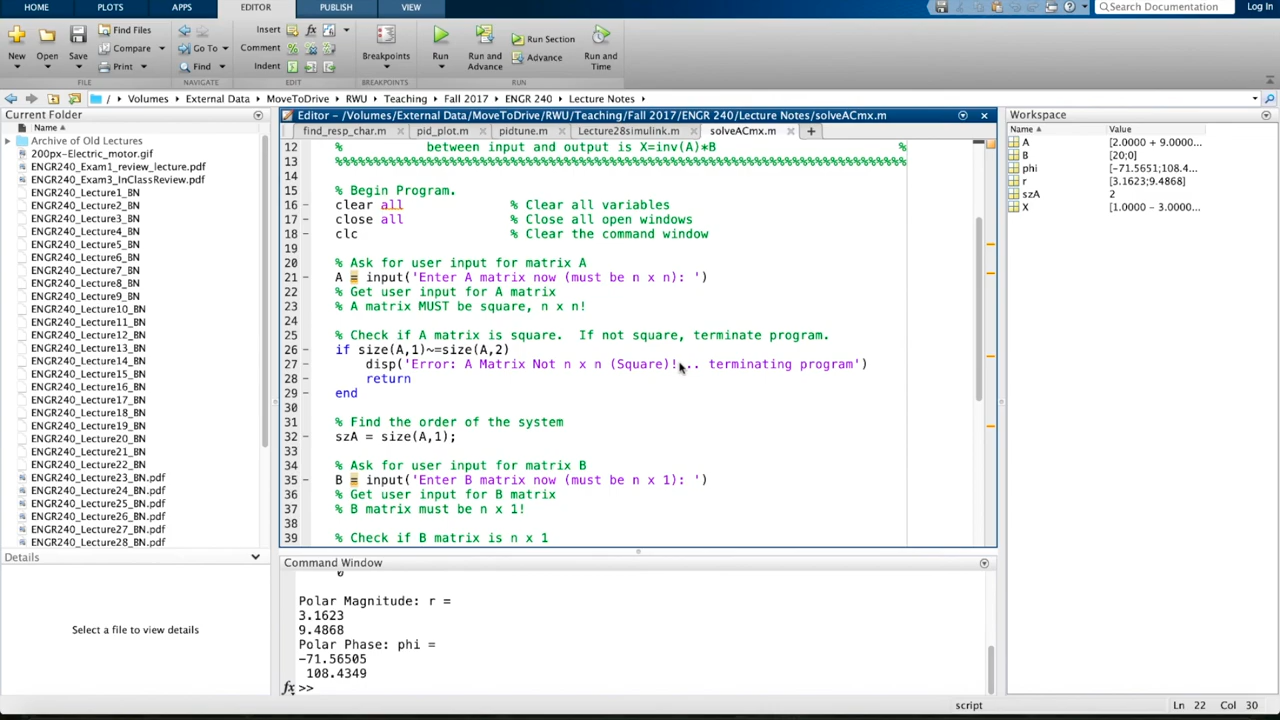 HOME PLOTS APPS EDITOR PUBLISH VIEW Search Documentation Log In
New Open Save Find Files Compare Print Go To Find Insert Comment Indent fx Breakpoints Run Run and Advance Run Section Advance Run and Time
FILE NAVIGATE EDIT BREAKPOINTS RUN
/ Volumes External Data MoveToDrive RWU Teaching Fall 2017 ENGR 240 Lecture Notes
Current Folder
Name
Archive of Old Lectures
200px-Electric_motor.gif
ENGR240_Exam1_review_lecture.pdf
ENGR240_Exam3_InClassReview.pdf
ENGR240_Lecture1_BN
ENGR240_Lecture2_BN
ENGR240_Lecture3_BN
ENGR240_Lecture4_BN
ENGR240_Lecture5_BN
ENGR240_Lecture6_BN
ENGR240_Lecture7_BN
ENGR240_Lecture8_BN
ENGR240_Lecture9_BN
ENGR240_Lecture10_BN
ENGR240_Lecture11_BN
ENGR240_Lecture12_BN
ENGR240_Lecture13_BN
ENGR240_Lecture14_BN
ENGR240_Lecture15_BN
ENGR240_Lecture16_BN
ENGR240_Lecture17_BN
ENGR240_Lecture18_BN
ENGR240_Lecture19_BN
ENGR240_Lecture20_BN
ENGR240_Lecture21_BN
ENGR240_Lecture22_BN
ENGR240_Lecture23_BN.pdf
ENGR240_Lecture24_BN.pdf
ENGR240_Lecture25_BN.pdf
ENGR240_Lecture26_BN.pdf
ENGR240_Lecture27_BN.pdf
ENGR240_Lecture28_BN.pdf
Details
Select a file to view details
Editor - /Volumes/External Data/MoveToDrive/RWU/Teaching/Fall 2017/ENGR 240/Lecture Notes/solveACmx.m
find_resp_char.m pid_plot.m pidtune.m Lecture28simulink.m solveACmx.m
12 % between input and output is X=inv(A)*B %
13 %%%%%%%%%%%%%%%%%%%%%%%%%%%%%%%%%%%%%%%%%%%%%%%%%%%%%%%%%%%%%%%%%%%%%%%%%%%
14
15 % Begin Program.
16 clear all % Clear all variables
17 close all % Close all open windows
18 clc % Clear the command window
19
20 % Ask for user input for matrix A
21 A = input('Enter A matrix now (must be n x n): ')
22 % Get user input for A matrix
23 % A matrix MUST be square, n x n!
24
25 % Check if A matrix is square. If not square, terminate program.
26 if size(A,1)~=size(A,2)
27 disp('Error: A Matrix Not n x n (Square)!... terminating program')
28 return
29 end
30
31 % Find the order of the system
32 szA = size(A,1);
33
34 % Ask for user input for matrix B
35 B = input('Enter B matrix now (must be n x 1): ')
36 % Get user input for B matrix
37 % B matrix must be n x 1!
38
39 % Check if B matrix is n x 1
Command Window
0
Polar Magnitude: r =
3.1623
9.4868
Polar Phase: phi =
-71.56505
108.4349
fx >>
Workspace
Name Value
A [2.0000 + 9.0000...
B [20;0]
phi [-71.5651;108.4...
r [3.1623;9.4868]
szA 2
X [1.0000 - 3.0000...
script Ln 22 Col 30